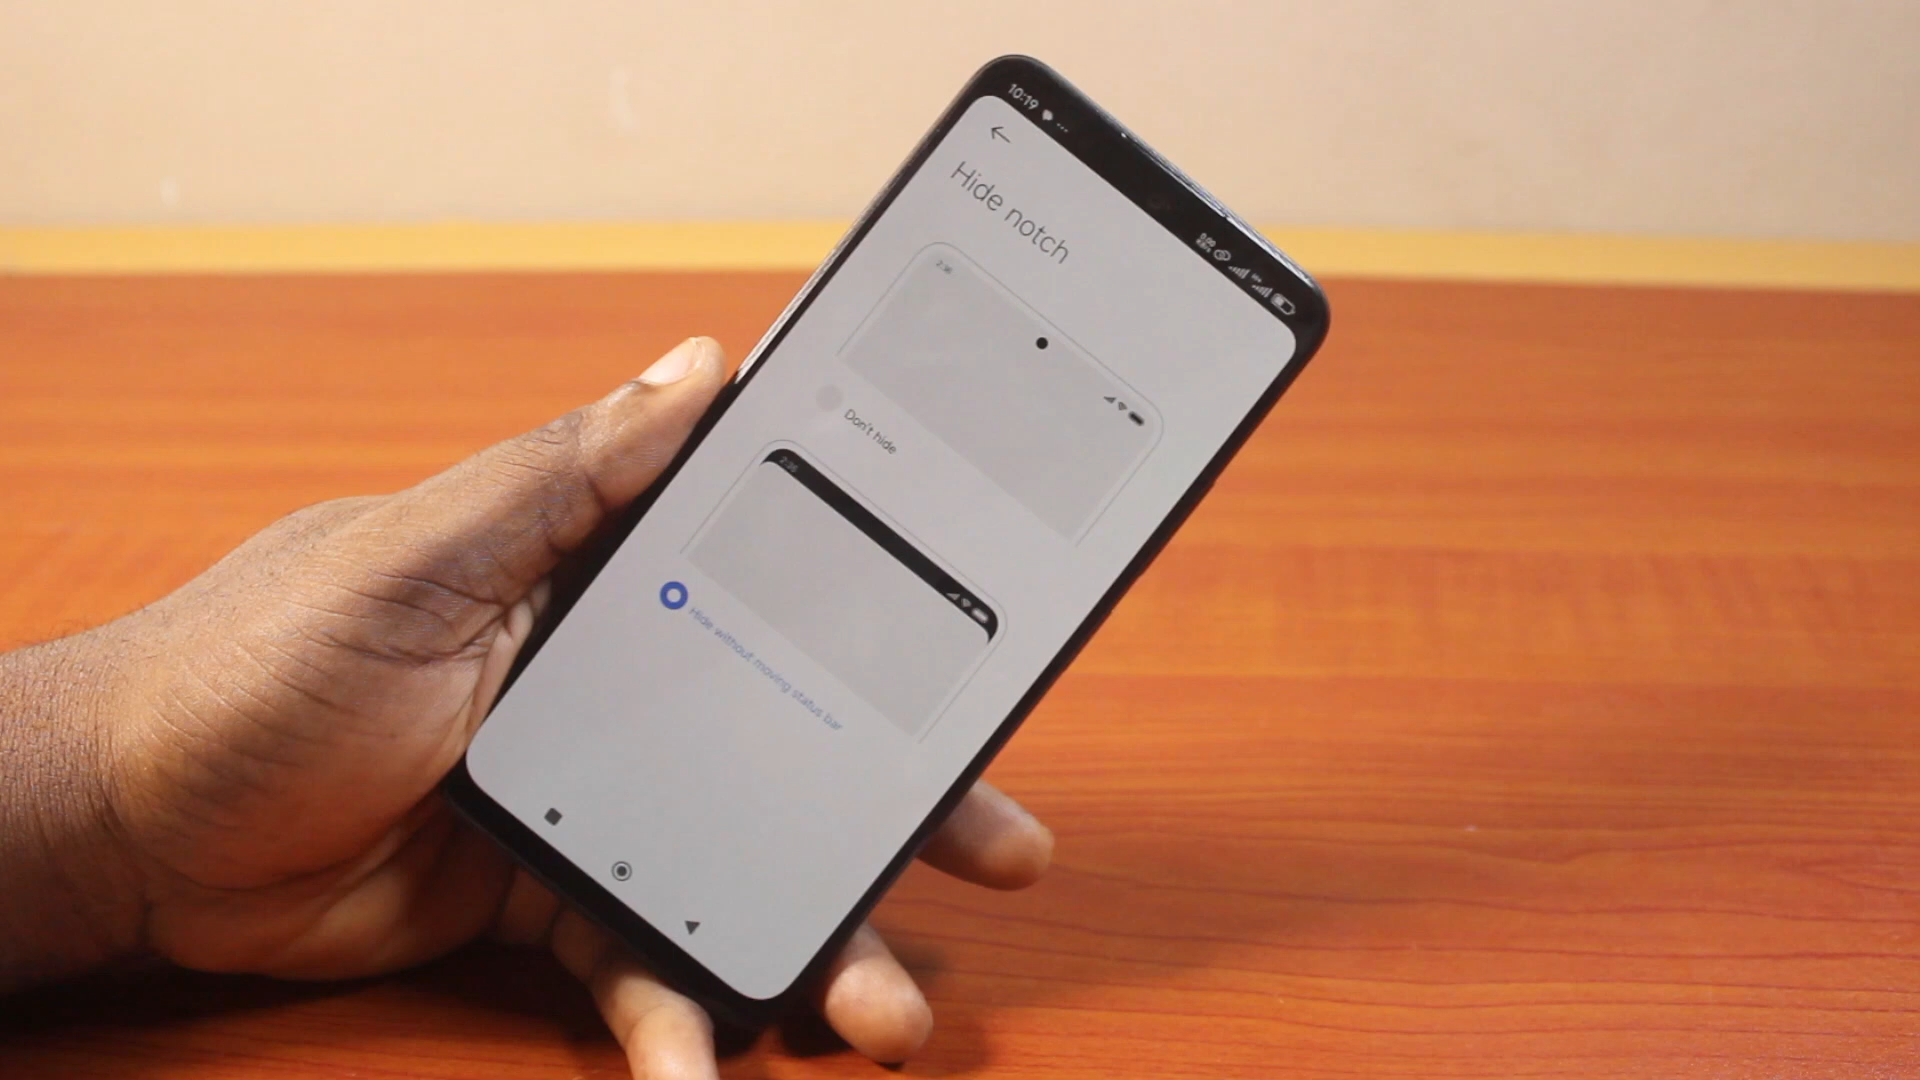 10:19
Hide notch
2:36
Don't hide
2:36
Hide without moving status bar